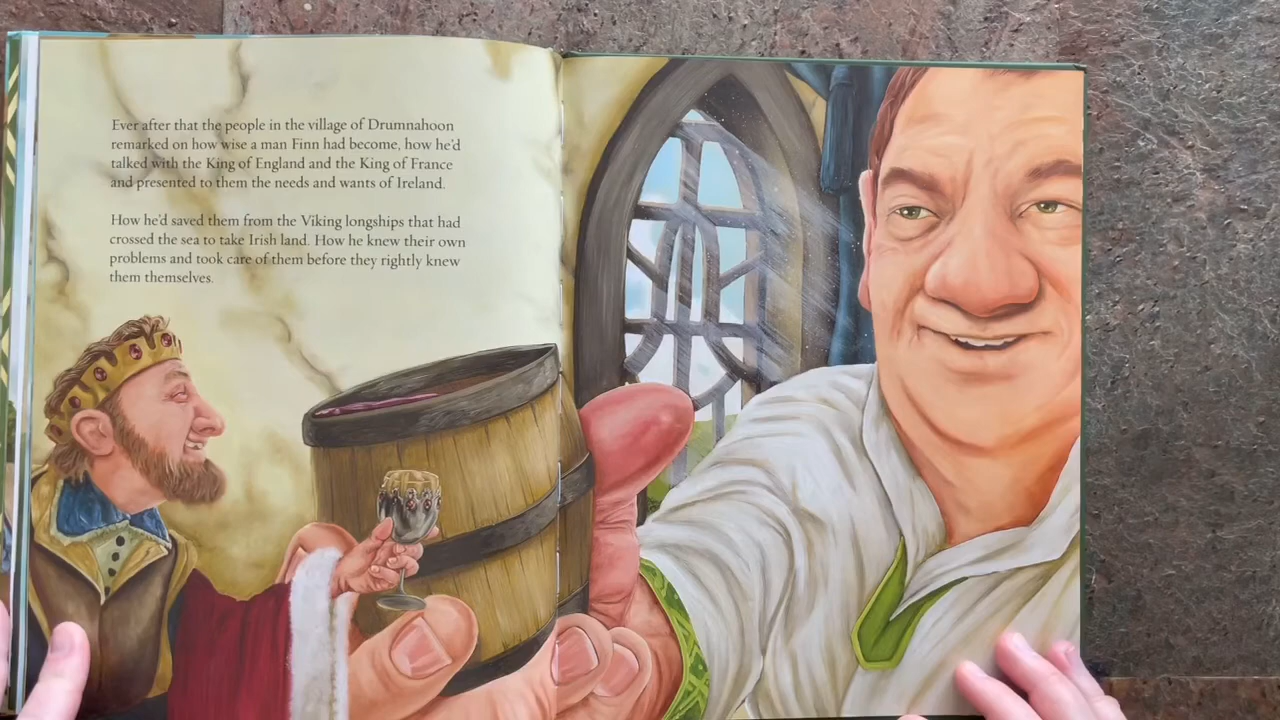 Ever after that the people in the village of Drumnahoon
remarked on how wise a man Finn had become, how he'd
talked with the King of England and the King of France
and presented to them the needs and wants of Ireland.
How he'd saved them from the Viking longships that had
crossed the sea to take Irish land. How he knew their own
problems and took care of them before they rightly knew
them themselves.